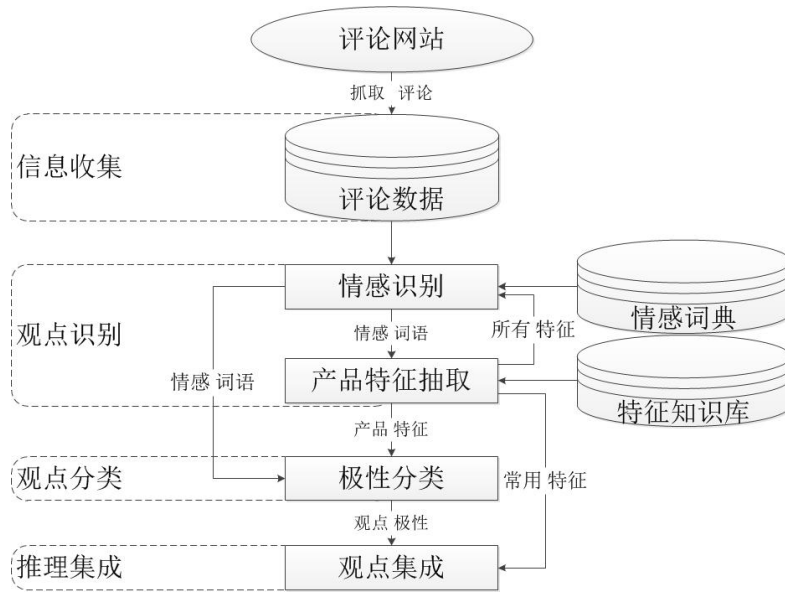 评论网站
抓取 评论
信息收集
评论数据
情感识别
情感词典
观点识别
情感 词语
所有 特征
情感 词语
产品特征抽取
特征知识库
产品 特征
观点分类
极性分类
常用 特征
观点 极性
推理集成
观点集成